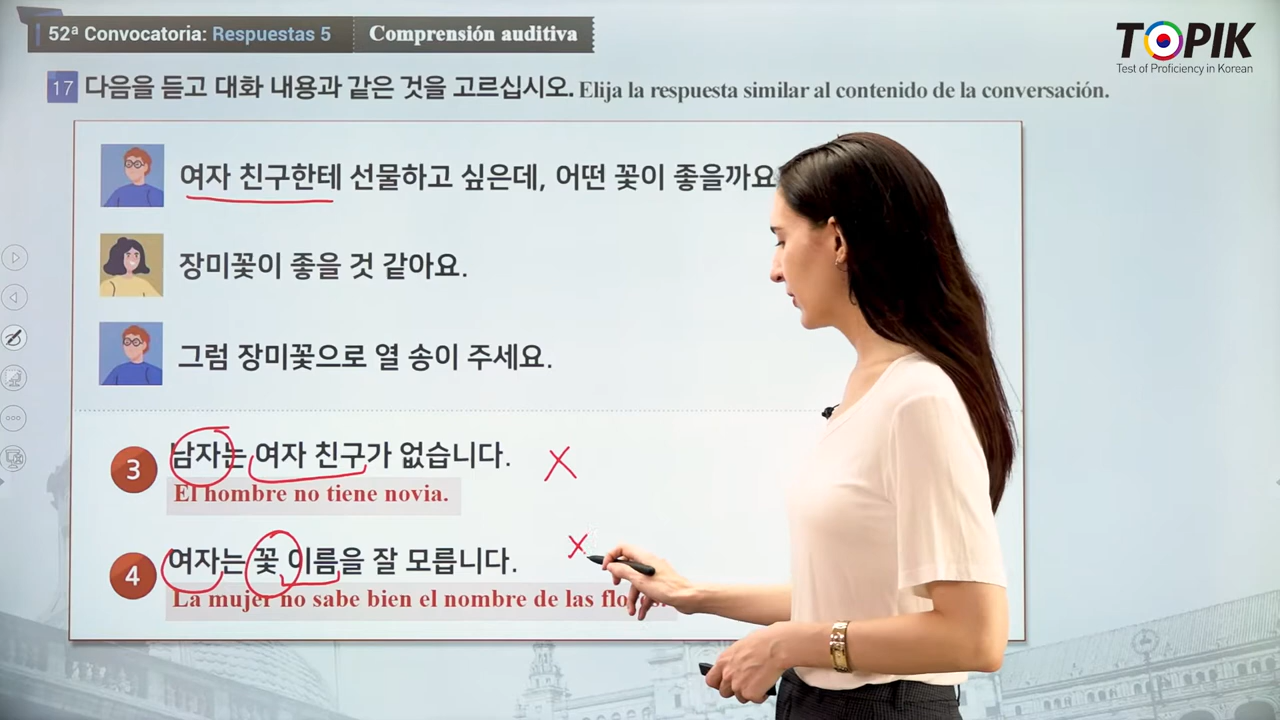 52ª Convocatoria: Respuestas 5 Comprensión auditiva
TOPIK
Test of Proficiency in Korean
17 다음을 듣고 대화 내용과 같은 것을 고르십시오. Elija la respuesta similar al contenido de la conversación.
여자 친구한테 선물하고 싶은데, 어떤 꽃이 좋을까요
장미꽃이 좋을 것 같아요.
그럼 장미꽃으로 열 송이 주세요.
3 남자는 여자 친구가 없습니다.
El hombre no tiene novia.
4 여자는 꽃 이름을 잘 모릅니다.
La mujer no sabe bien el nombre de las